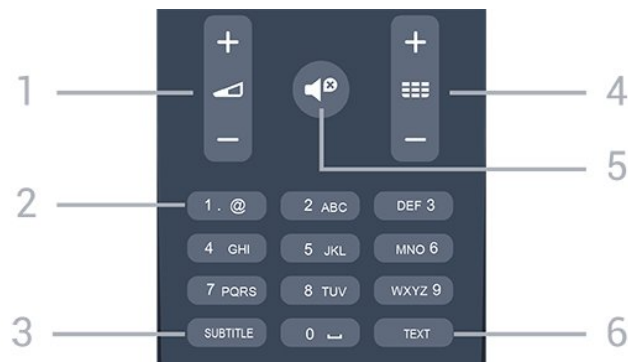 + +
1 4
− −
5
2 1 . @ 2 ABC DEF 3
4 GHI 5 JKL MNO 6
7 PQRS 8 TUV WXYZ 9
3 SUBTITLE 0 ⌴ TEXT 6